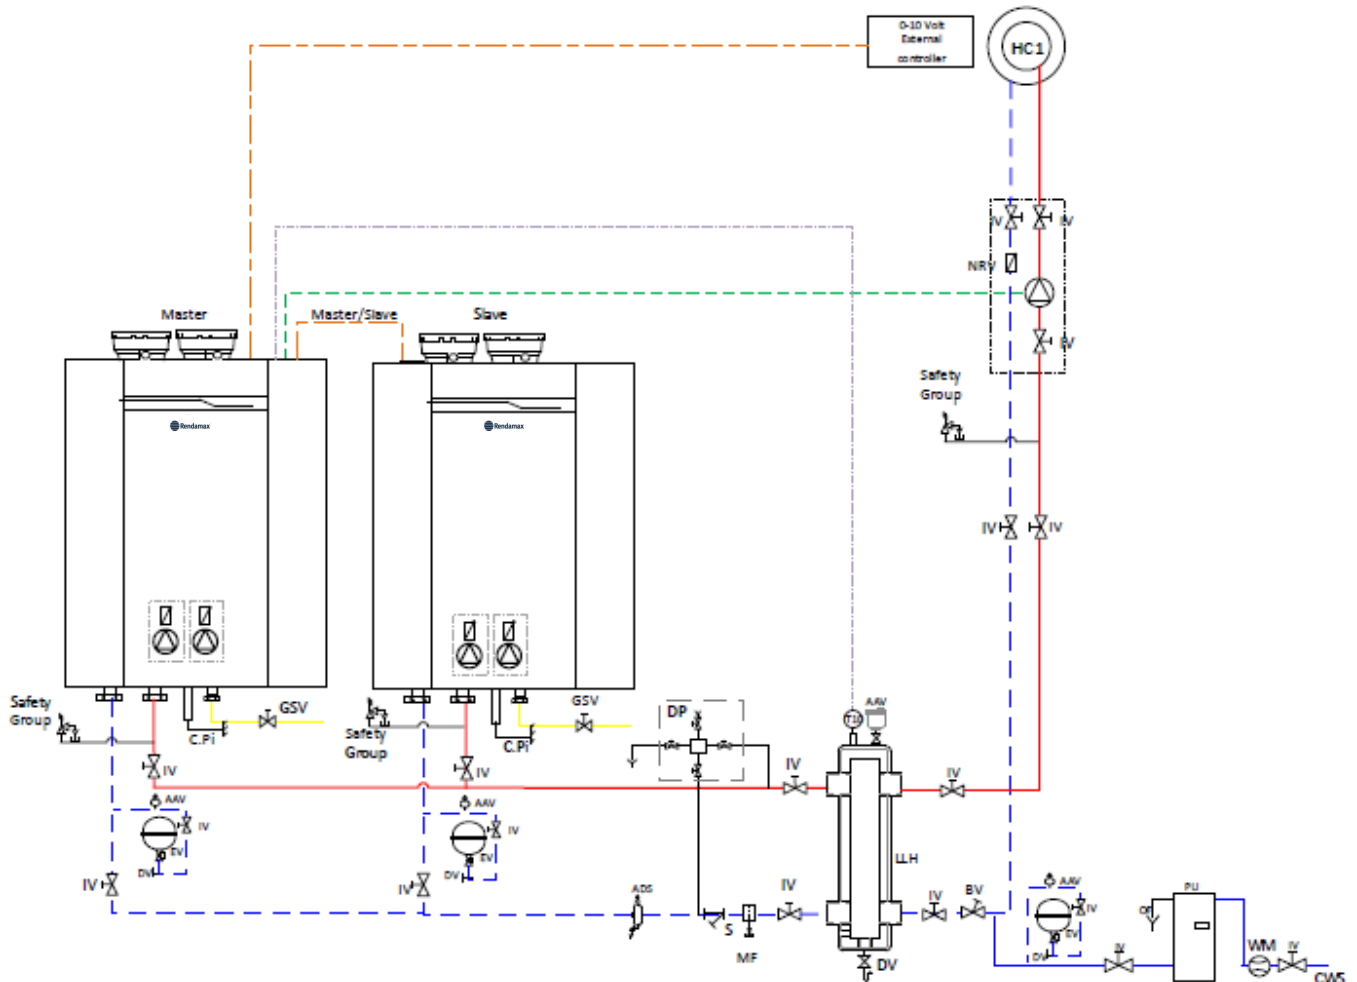 0-10 Volt
External
controller
HC1
IV
IV
NRV
IV
Master
Master/Slave
Slave
Safety
Group
Rendamax
Rendamax
IV
IV
Safety
Group
GSV
C.Pi
IV
Safety
Group
GSV
C.Pi
IV
DP
T10
AAV
IV
IV
AAV
IV
EV
DV
IV
AAV
IV
EV
DV
IV
LLH
ADS
S
MF
IV
DV
IV
BV
AAV
IV
EV
DV
IV
PU
WM
IV
CWS